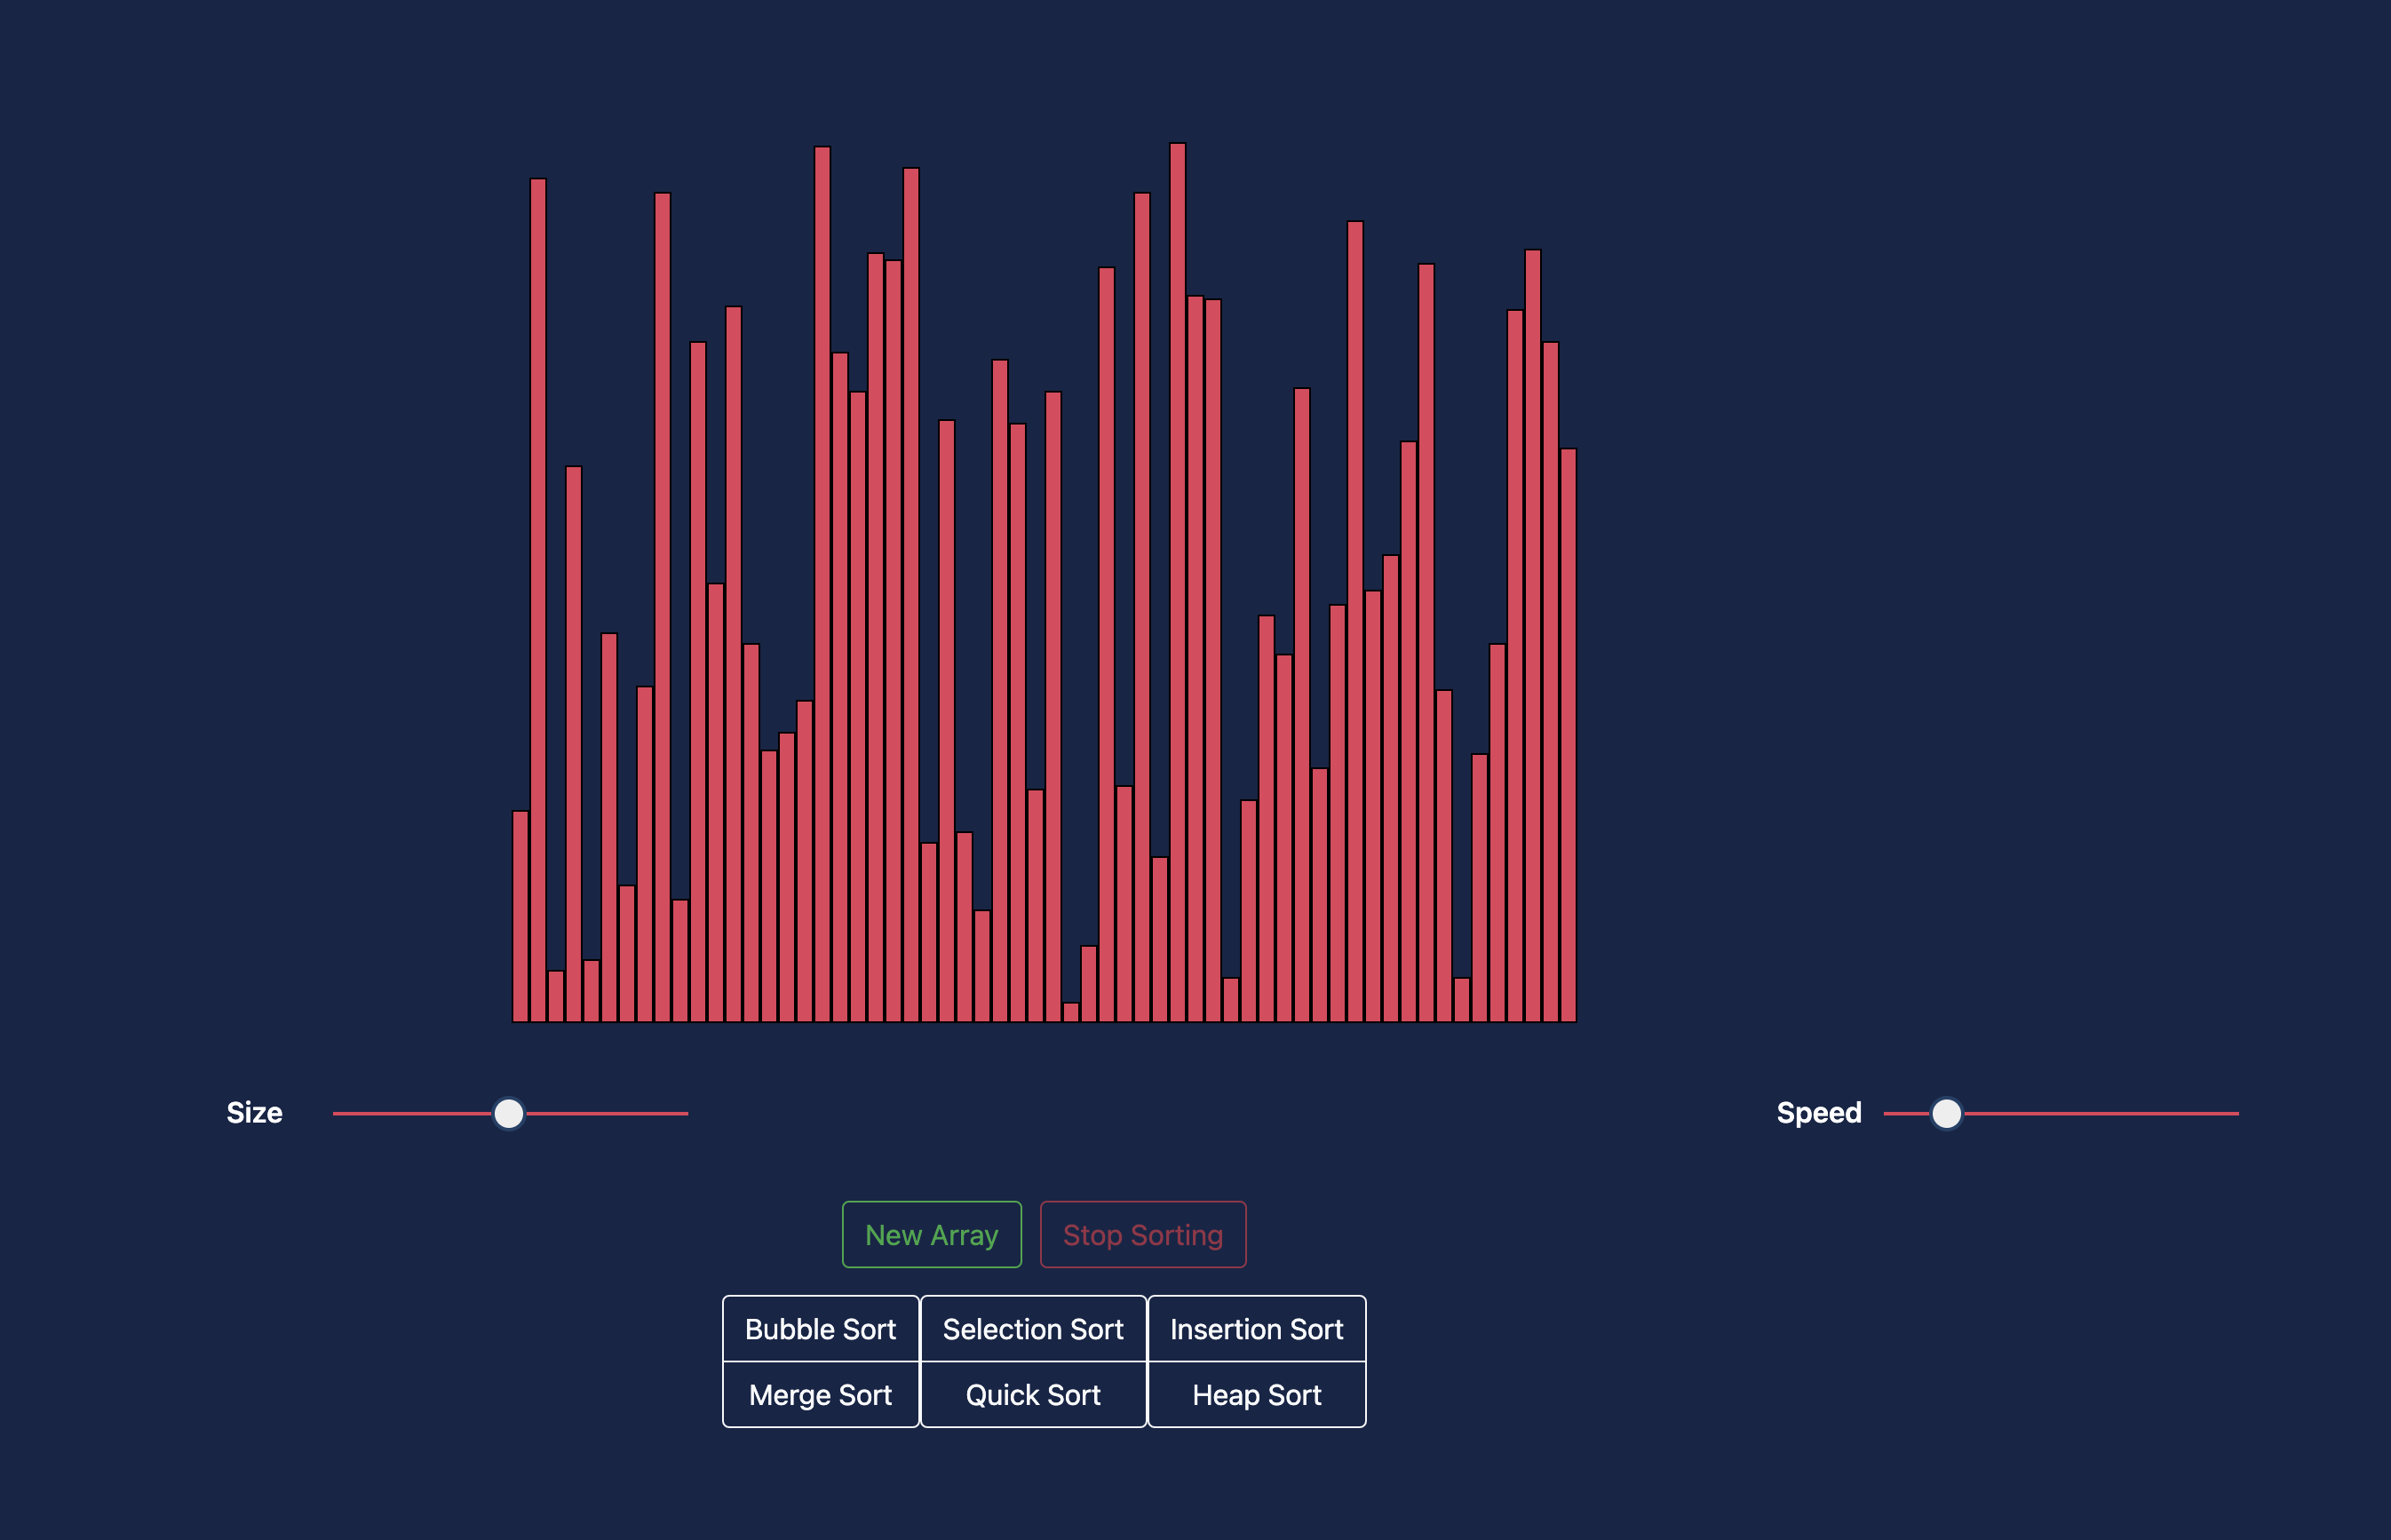 Size Speed
New Array Stop Sorting
Bubble Sort Selection Sort Insertion Sort
Merge Sort Quick Sort Heap Sort